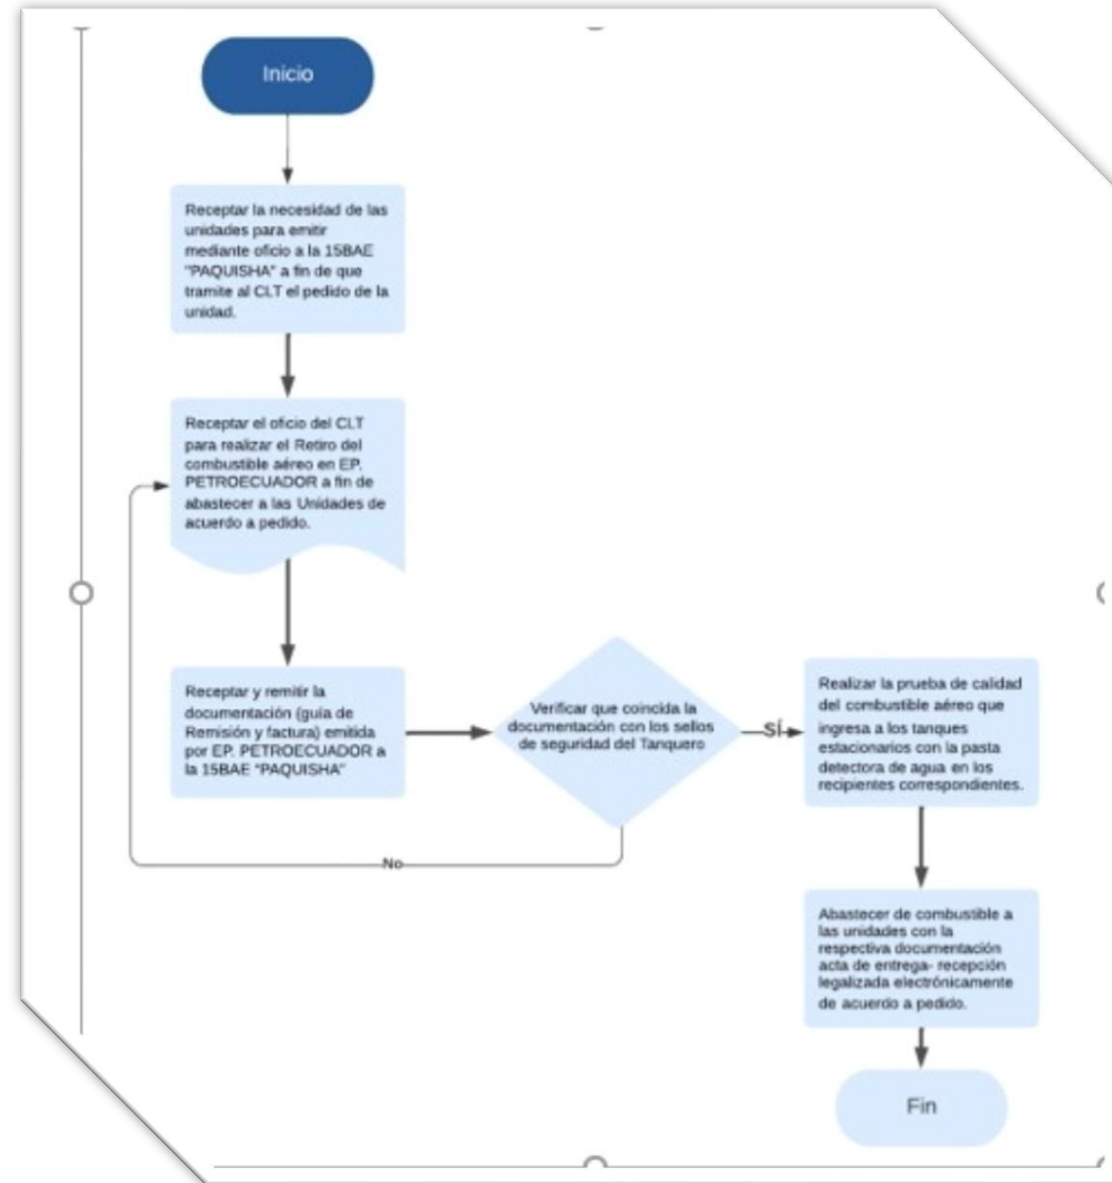 Inicio
Receptar la necesidad de las
unidades para emitir
mediante oficio a la 15BAE
"PAQUISHA" a fin de que
tramite al CLT el pedido de la
unidad.
Receptar el oficio del CLT
para realizar el Retiro del
combustible aéreo en EP.
PETROECUADOR a fin de
abastecer a las Unidades de
acuerdo a pedido.
Receptar y remitir la
documentación (guía de
Remisión y factura) emitida
por EP. PETROECUADOR a
la 15BAE "PAQUISHA"
Verificar que coincida la
documentación con los sellos
de seguridad del Tanquero
SÍ
No
Realizar la prueba de calidad
del combustible aéreo que
ingresa a los tanques
estacionarios con la pasta
detectora de agua en los
recipientes correspondientes.
Abastecer de combustible a
las unidades con la
respectiva documentación
acta de entrega- recepción
legalizada electrónicamente
de acuerdo a pedido.
Fin